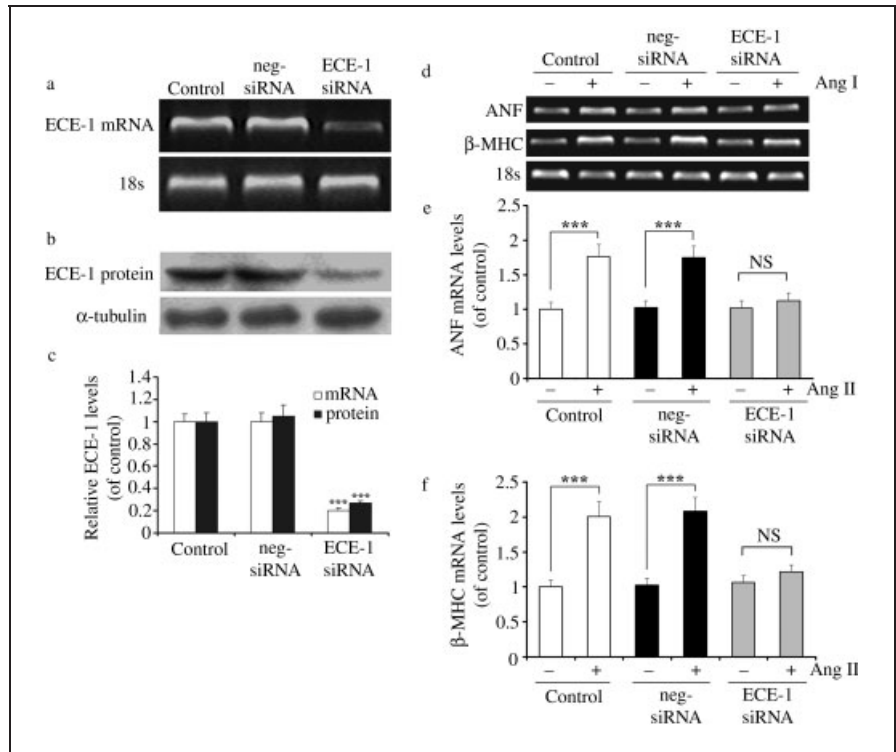 a
Control
neg-
siRNA
ECE-1
siRNA
ECE-1 mRNA
18s
b
ECE-1 protein
α-tubulin
c
Relative ECE-1 levels
(of control)
1.4
1.2
1
0.8
0.6
0.4
0.2
0
mRNA
protein
*** ***
Control
neg-
siRNA
ECE-1
siRNA
d
Control
neg-
siRNA
ECE-1
siRNA
– + – + – + Ang I
ANF
β-MHC
18s
e
ANF mRNA levels
(of control)
2.5
2
1.5
1
0.5
0
*** *** NS
– + – + – + Ang II
Control
neg-
siRNA
ECE-1
siRNA
f
β-MHC mRNA levels
(of control)
2.5
2
1.5
1
0.5
0
*** *** NS
– + – + – + Ang II
Control
neg-
siRNA
ECE-1
siRNA